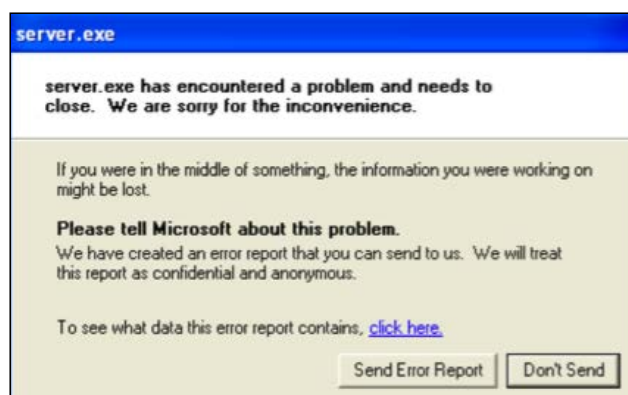 server.exe
server.exe has encountered a problem and needs to
close. We are sorry for the inconvenience.
If you were in the middle of something, the information you were working on
might be lost.
Please tell Microsoft about this problem.
We have created an error report that you can send to us. We will treat
this report as confidential and anonymous.
To see what data this error report contains, click here.
Send Error Report Don't Send